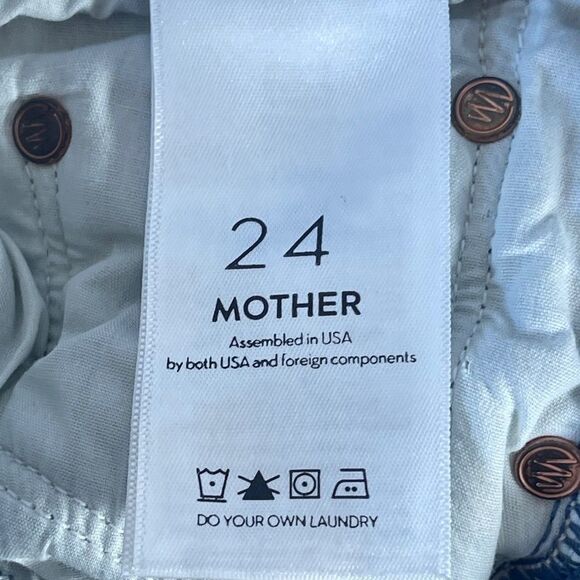 24
MOTHER
Assembled in USA
by both USA and foreign components
DO YOUR OWN LAUNDRY